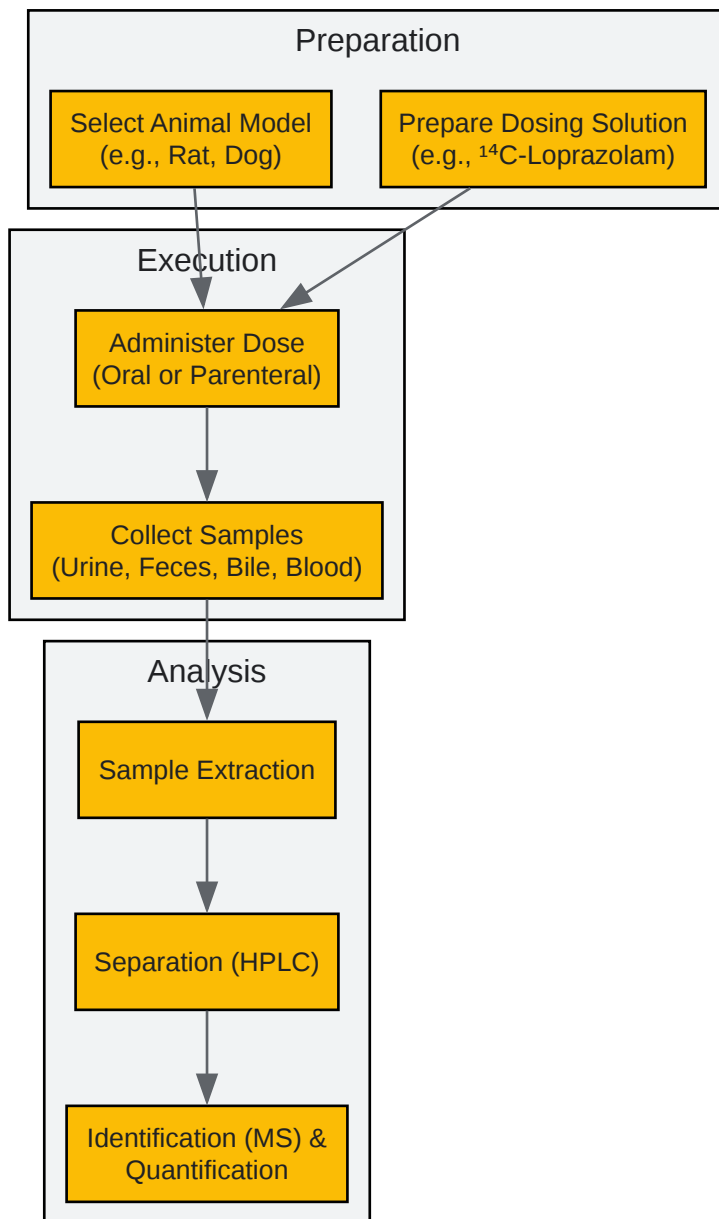 Preparation
Select Animal Model
(e.g., Rat, Dog)
Prepare Dosing Solution
(e.g., ¹⁴C-Loprazolam)
Execution
Administer Dose
(Oral or Parenteral)
Collect Samples
(Urine, Feces, Bile, Blood)
Analysis
Sample Extraction
Separation (HPLC)
Identification (MS) &
Quantification